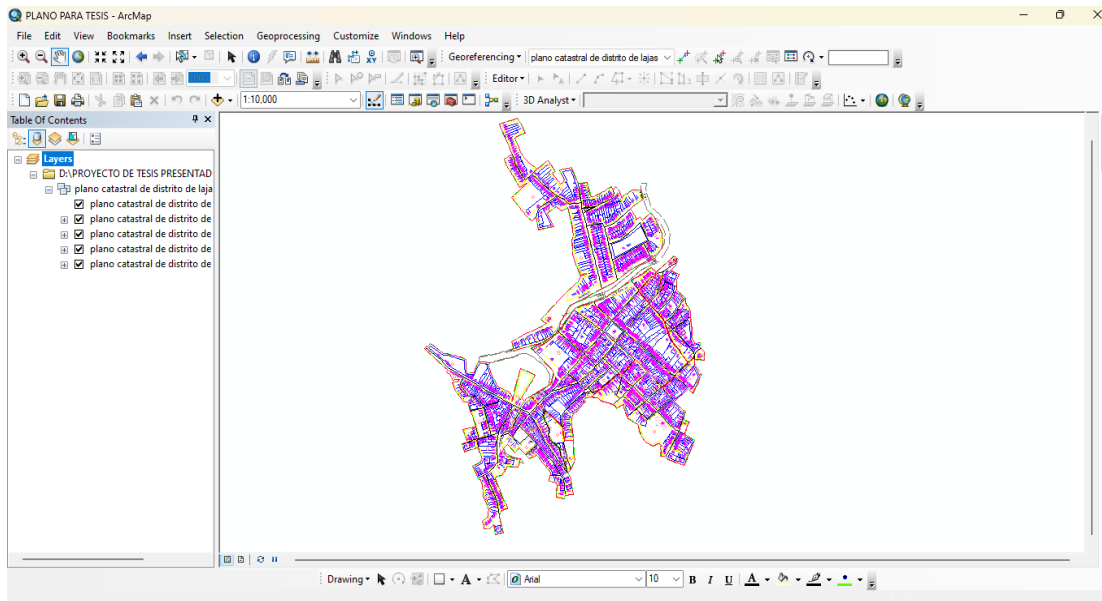 PLANO PARA TESIS - ArcMap
File Edit View Bookmarks Insert Selection Geoprocessing Customize Windows Help
Georeferencing plano catastral de distrito de lajas
Editor
1:10,000 3D Analyst
Table Of Contents
Layers
D:\PROYECTO DE TESIS PRESENTAD
plano catastral de distrito de laja
plano catastral de distrito de
plano catastral de distrito de
plano catastral de distrito de
plano catastral de distrito de
plano catastral de distrito de
Drawing A Arial 10 B I U A